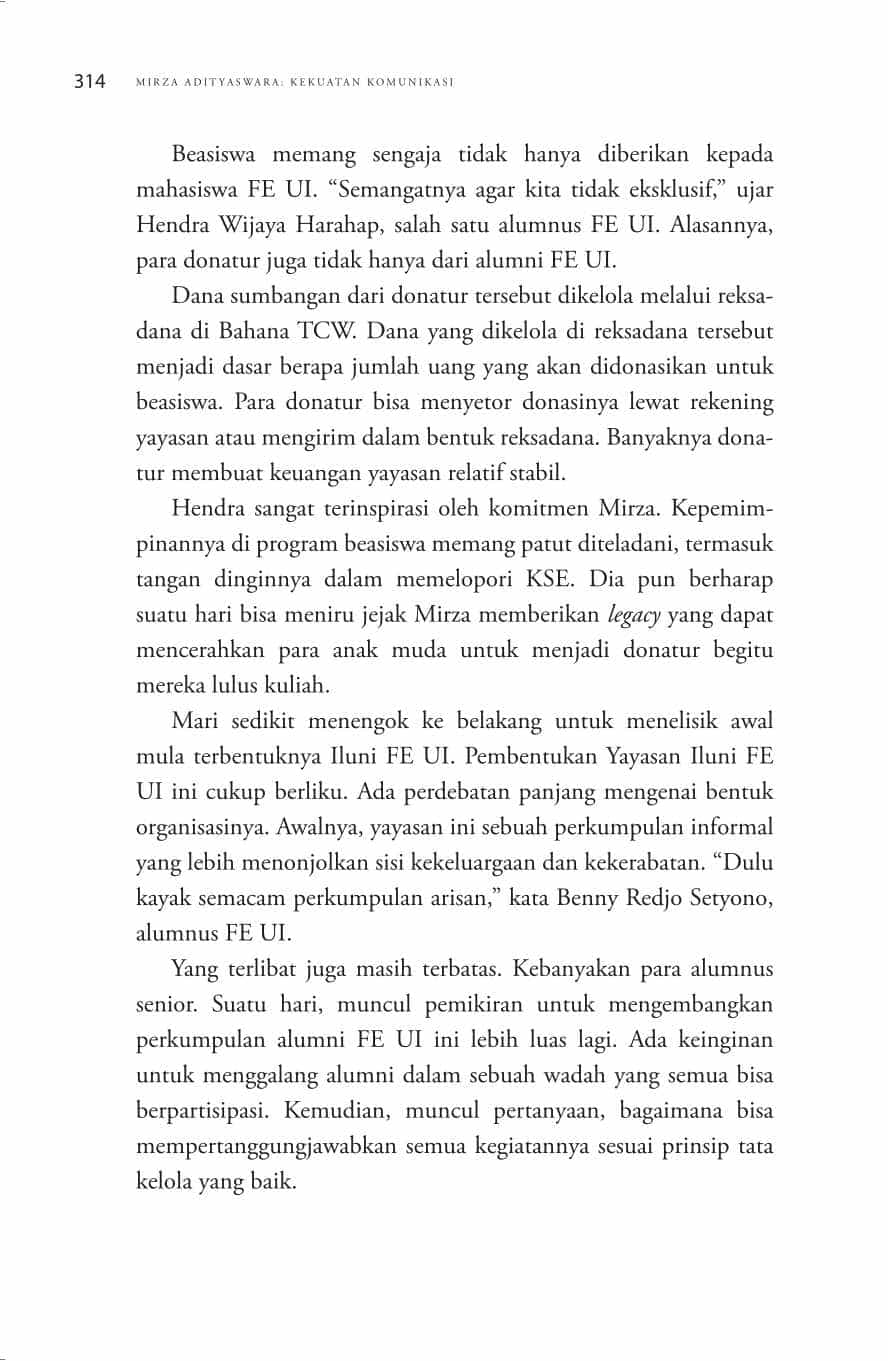 314 MIRZA ADITYASWARA: KEKUATAN KOMUNIKASI
Beasiswa memang sengaja tidak hanya diberikan kepada
mahasiswa FE UI. “Semangatnya agar kita tidak eksklusif,” ujar
Hendra Wijaya Harahap, salah satu alumnus FE UI. Alasannya,
para donatur juga tidak hanya dari alumni FE UI.
Dana sumbangan dari donatur tersebut dikelola melalui reksa-
dana di Bahana TCW. Dana yang dikelola di reksadana tersebut
menjadi dasar berapa jumlah uang yang akan didonasikan untuk
beasiswa. Para donatur bisa menyetor donasinya lewat rekening
yayasan atau mengirim dalam bentuk reksadana. Banyaknya dona-
tur membuat keuangan yayasan relatif stabil.
Hendra sangat terinspirasi oleh komitmen Mirza. Kepemim-
pinannya di program beasiswa memang patut diteladani, termasuk
tangan dinginnya dalam memelopori KSE. Dia pun berharap
suatu hari bisa meniru jejak Mirza memberikan legacy yang dapat
mencerahkan para anak muda untuk menjadi donatur begitu
mereka lulus kuliah.
Mari sedikit menengok ke belakang untuk menelisik awal
mula terbentuknya Iluni FE UI. Pembentukan Yayasan Iluni FE
UI ini cukup berliku. Ada perdebatan panjang mengenai bentuk
organisasinya. Awalnya, yayasan ini sebuah perkumpulan informal
yang lebih menonjolkan sisi kekeluargaan dan kekerabatan. “Dulu
kayak semacam perkumpulan arisan,” kata Benny Redjo Setyono,
alumnus FE UI.
Yang terlibat juga masih terbatas. Kebanyakan para alumnus
senior. Suatu hari, muncul pemikiran untuk mengembangkan
perkumpulan alumni FE UI ini lebih luas lagi. Ada keinginan
untuk menggalang alumni dalam sebuah wadah yang semua bisa
berpartisipasi. Kemudian, muncul pertanyaan, bagaimana bisa
mempertanggungjawabkan semua kegiatannya sesuai prinsip tata
kelola yang baik.